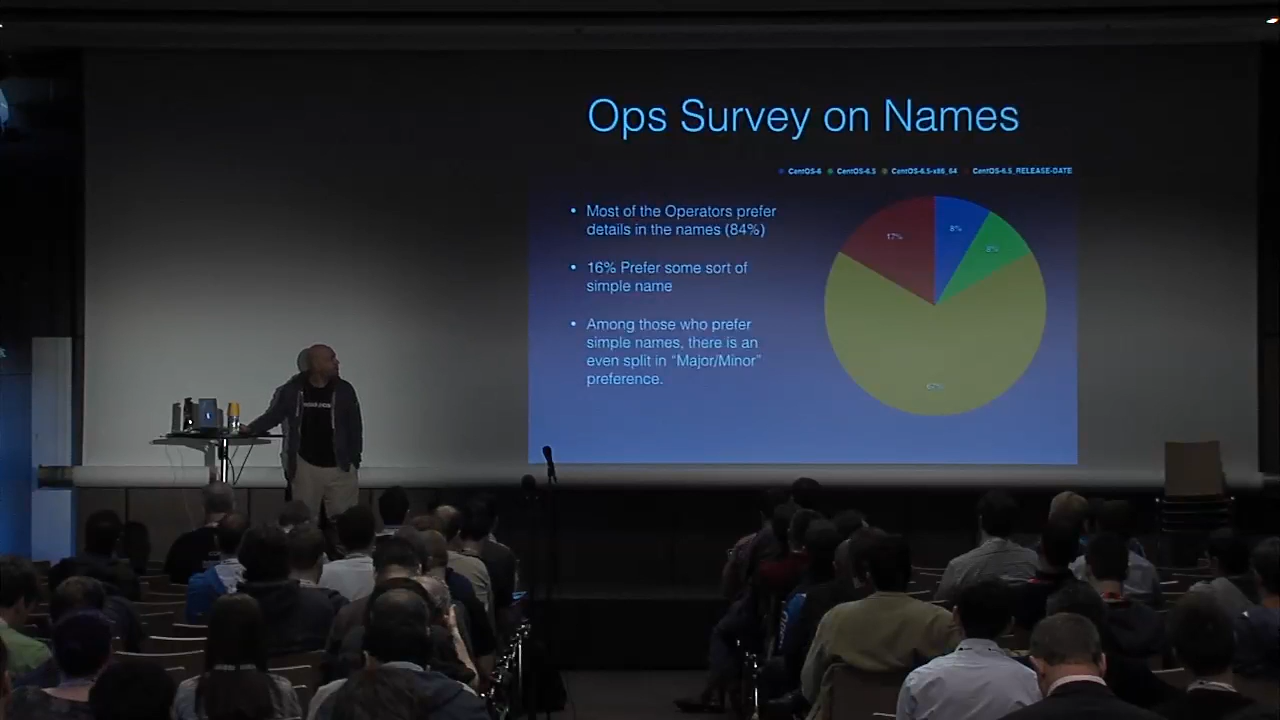 Ops Survey on Names
CentOS-6 CentOS-6.5 CentOS-6.5-x86_64 CentOS-6.5_RELEASE-DATE
• Most of the Operators prefer
details in the names (84%)
• 16% Prefer some sort of
simple name
• Among those who prefer
simple names, there is an
even split in "Major/Minor"
preference.
17%
8%
8%
67%